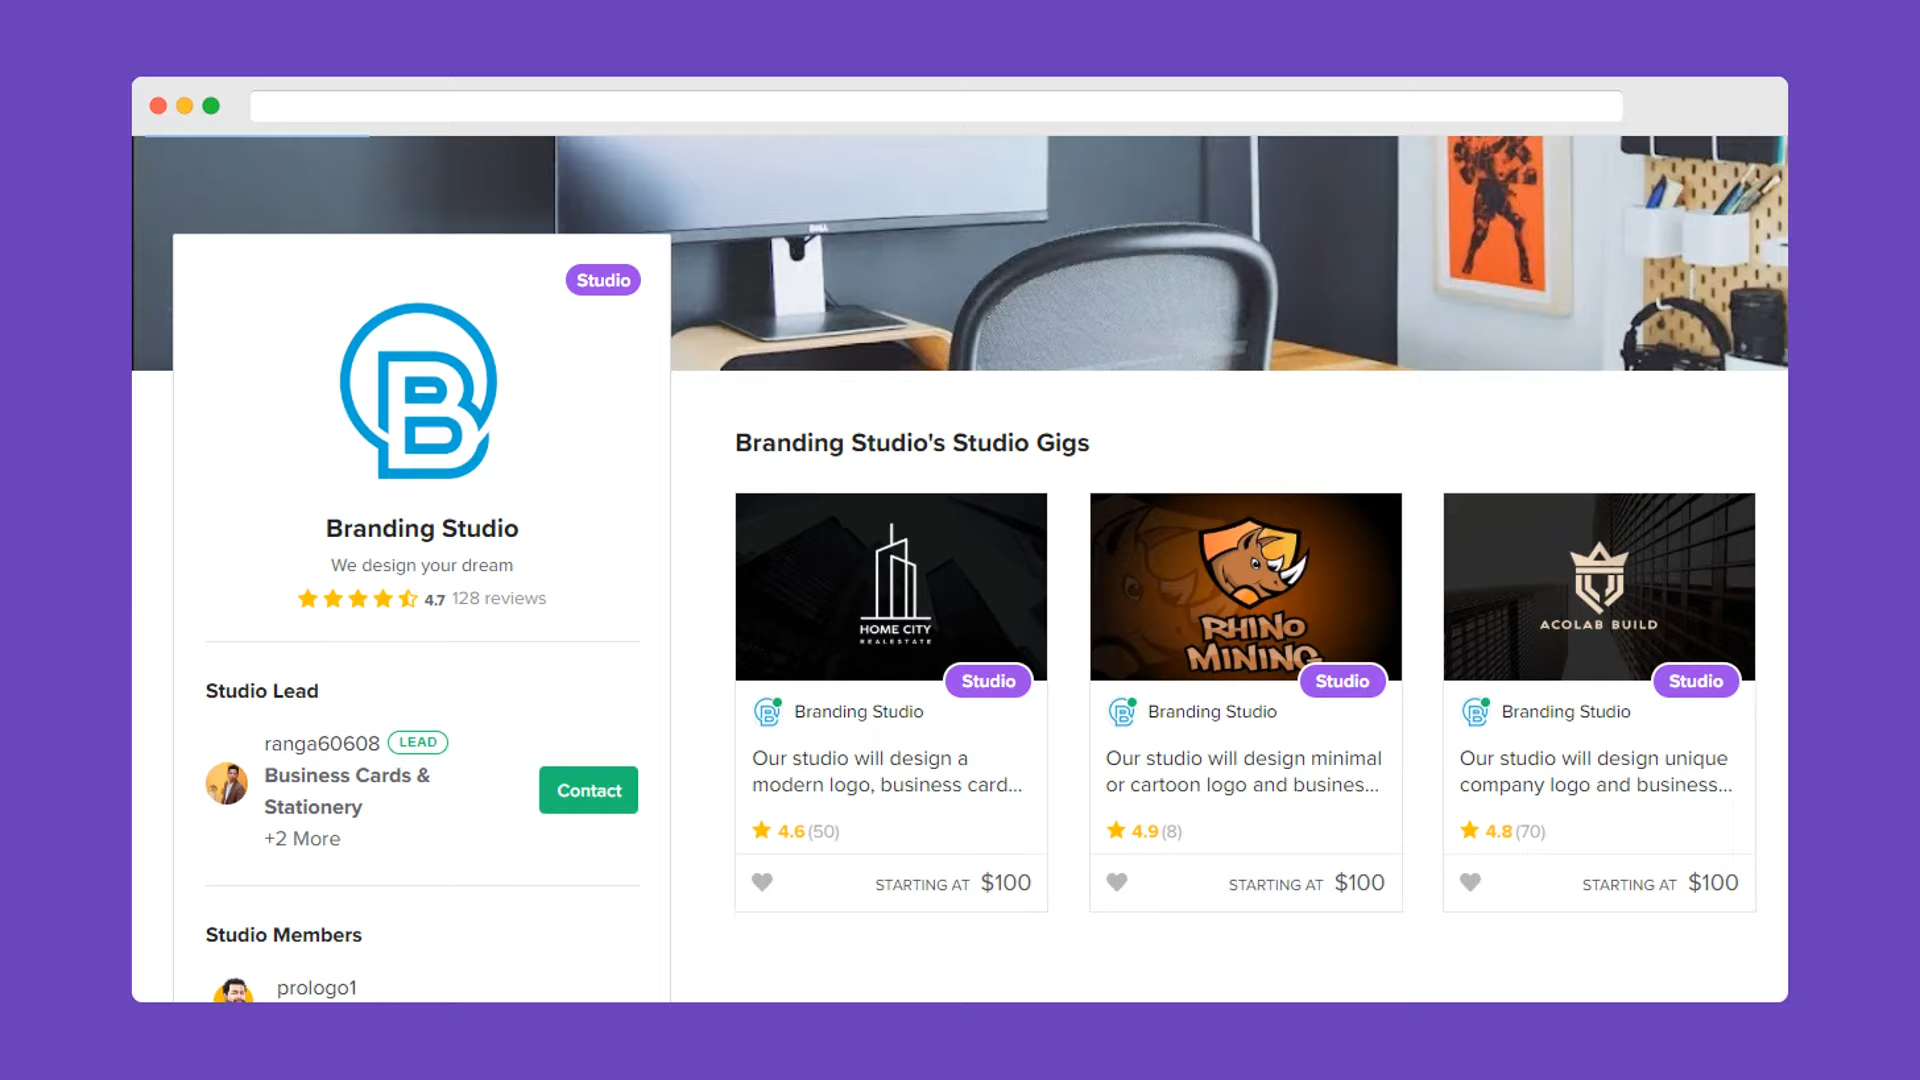 DELL
Studio
B
B
Branding Studio
We design your dream
4.7 128 reviews
Studio Lead
ranga60608 LEAD
Business Cards &
Stationery
+2 More
Contact
Studio Members
prologo1
Branding Studio's Studio Gigs
HOME CITY
REALESTATE
Studio
Branding Studio
Our studio will design a
modern logo, business card...
4.6 (50)
STARTING AT $100
RHINO
MINING
Studio
Branding Studio
Our studio will design minimal
or cartoon logo and busines...
4.9 (8)
STARTING AT $100
ACOLAB BUILD
Studio
Branding Studio
Our studio will design unique
company logo and business...
4.8 (70)
STARTING AT $100